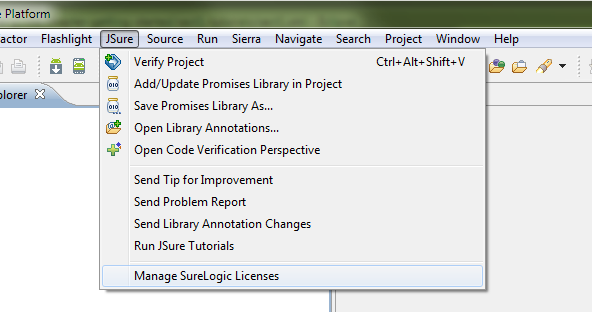 Platform
Flashlight JSure Source Run Sierra Navigate Search Project Window Help
Verify Project Ctrl+Alt+Shift+V
Add/Update Promises Library in Project
Save Promises Library As...
Open Library Annotations...
Open Code Verification Perspective
Send Tip for Improvement
Send Problem Report
Send Library Annotation Changes
Run JSure Tutorials
Manage SureLogic Licenses